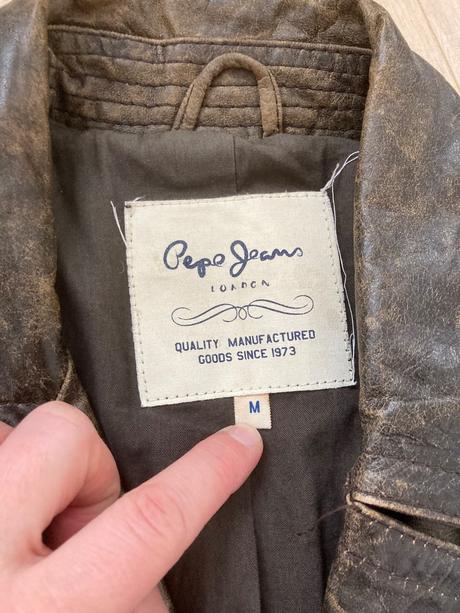 Pepe Jeans
LONDON
QUALITY MANUFACTURED
GOODS SINCE 1973
M